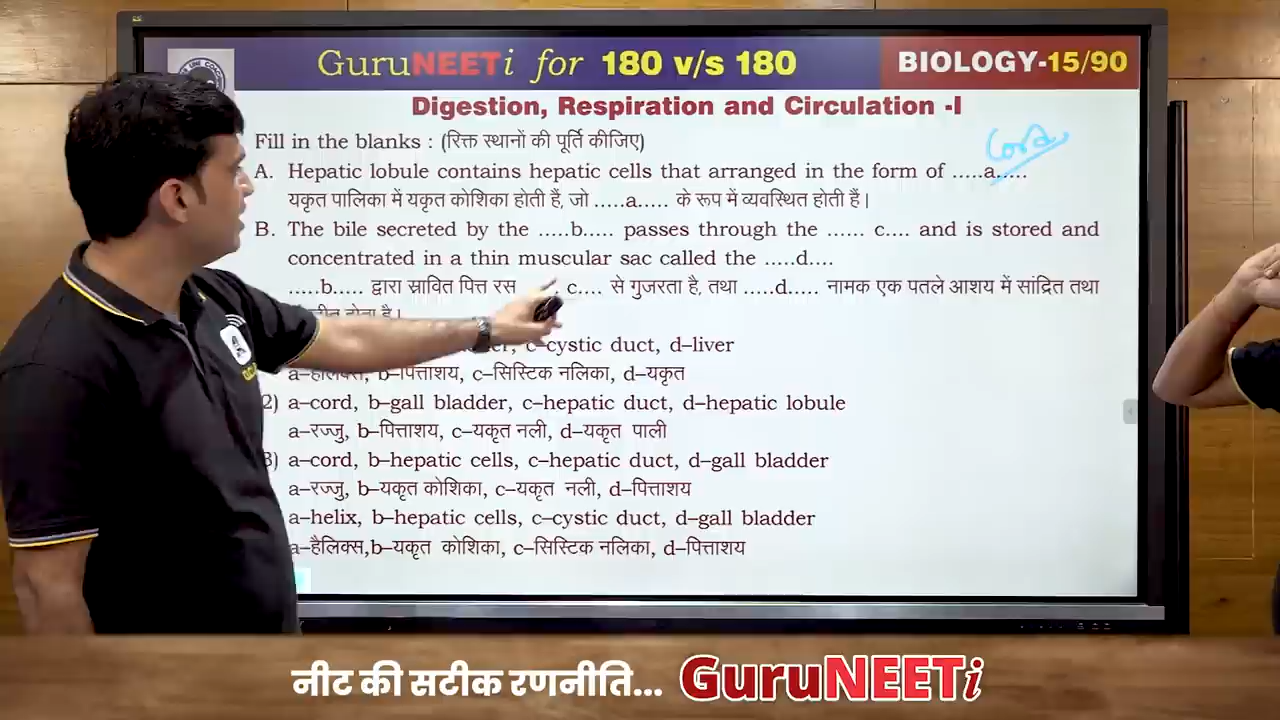 GuruNEETi for 180 v/s 180
BIOLOGY-15/90
Digestion, Respiration and Circulation -I
Fill in the blanks : (रिक्त स्थानों की पूर्ति कीजिए)
Cord
A. Hepatic lobule contains hepatic cells that arranged in the form of .....a.....
यकृत पालिका में यकृत कोशिका होती हैं, जो .....a..... के रूप में व्यवस्थित होती हैं।
B. The bile secreted by the .....b..... passes through the ...... c.... and is stored and
concentrated in a thin muscular sac called the .....d....
.....b..... द्वारा स्रावित पित्त रस c.... से गुजरता है, तथा .....d..... नामक एक पतले आशय में सांद्रित तथा
होता है।
c–cystic duct, d–liver
a–हैलिक्स, b–पित्ताशय, c–सिस्टिक नलिका, d–यकृत
2) a–cord, b–gall bladder, c–hepatic duct, d–hepatic lobule
a–रज्जु, b–पित्ताशय, c–यकृत नली, d–यकृत पाली
3) a–cord, b–hepatic cells, c–hepatic duct, d–gall bladder
a–रज्जु, b–यकृत कोशिका, c–यकृत नली, d–पित्ताशय
a–helix, b–hepatic cells, c–cystic duct, d–gall bladder
a–हैलिक्स,b–यकृत कोशिका, c–सिस्टिक नलिका, d–पित्ताशय
नीट की सटीक रणनीति... GuruNEETi